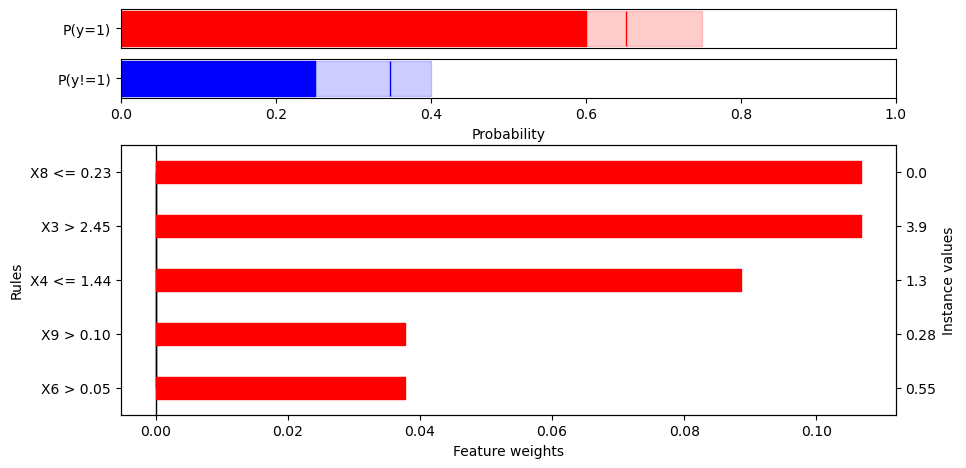 P(y=1)
P(y!=1)
0.0 0.2 0.4 0.6 0.8 1.0
Probability
X8 <= 0.23 0.0
X3 > 2.45 3.9
X4 <= 1.44 1.3
X9 > 0.10 0.28
X6 > 0.05 0.55
Rules
Instance values
0.00 0.02 0.04 0.06 0.08 0.10
Feature weights